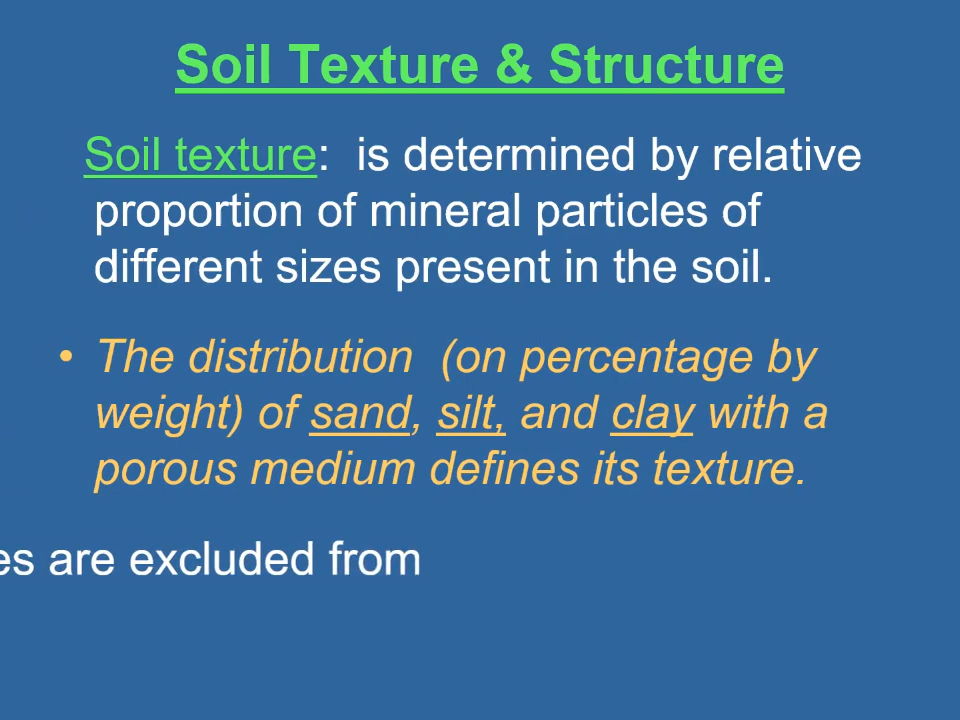 Soil Texture & Structure
Soil texture: is determined by relative
proportion of mineral particles of
different sizes present in the soil.
• The distribution (on percentage by
weight) of sand, silt, and clay with a
porous medium defines its texture.
es are excluded from